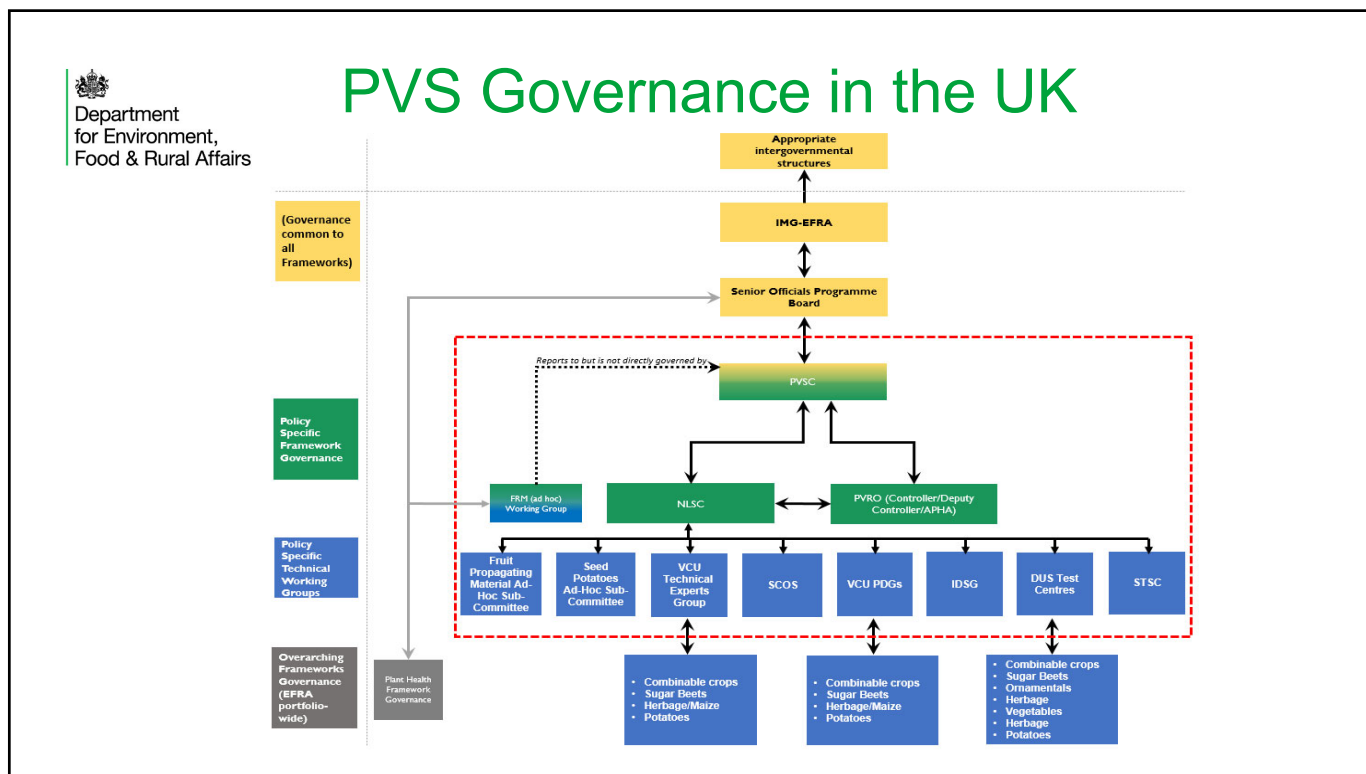 Department
for Environment,
Food & Rural Affairs
PVS Governance in the UK
Appropriate
intergovernmental
structures
(Governance
common to
all
Frameworks)
IMG-EFRA
Senior Officials Programme
Board
Reports to but is not directly governed by
PVSC
Policy
Specific
Framework
Governance
FRM (ad hoc)
Working Group
NLSC
PVRO (Controller/Deputy
Controller/APHA)
Policy
Specific
Technical
Working
Groups
Fruit
Propagating
Material Ad-
Hoc Sub-
Committee
Seed
Potatoes
Ad-Hoc Sub-
Committee
VCU
Technical
Experts
Group
SCOS
VCU PDGs
IDSG
DUS Test
Centres
STSC
Overarching
Frameworks
Governance
(EFRA
portfolio-
wide)
Plant Health
Framework
Governance
• Combinable crops
• Sugar Beets
• Herbage/Maize
• Potatoes
• Combinable crops
• Sugar Beets
• Herbage/Maize
• Potatoes
• Combinable crops
• Sugar Beets
• Ornamentals
• Herbage
• Vegetables
• Herbage
• Potatoes